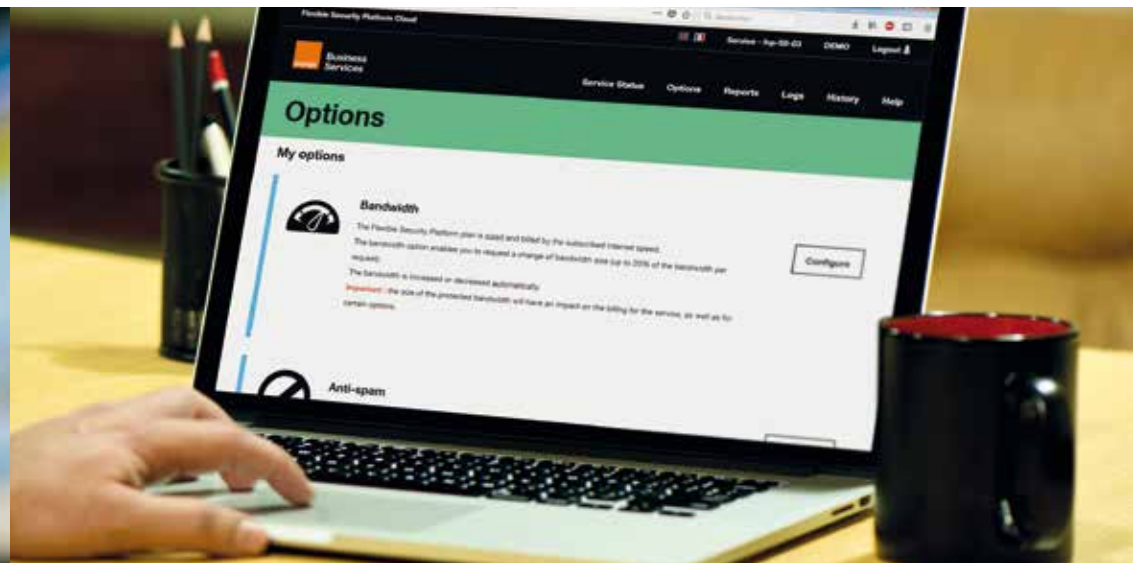 Flexible Security Platform Cloud
Service - fsp-SS-03 DEMO Logout
Business
Services
Service Status Options Reports Logs History Help
Options
My options
Bandwidth
The Flexible Security Platform plan is sized and billed by the subscribed internet speed.
The bandwidth option enables you to request a change of bandwidth size (up to 20% of the bandwidth per
request).
The bandwidth is increased or decreased automatically.
Important : the size of the protected bandwidth will have an impact on the billing for the service, as well as for
certain options.
Configure
Anti-spam